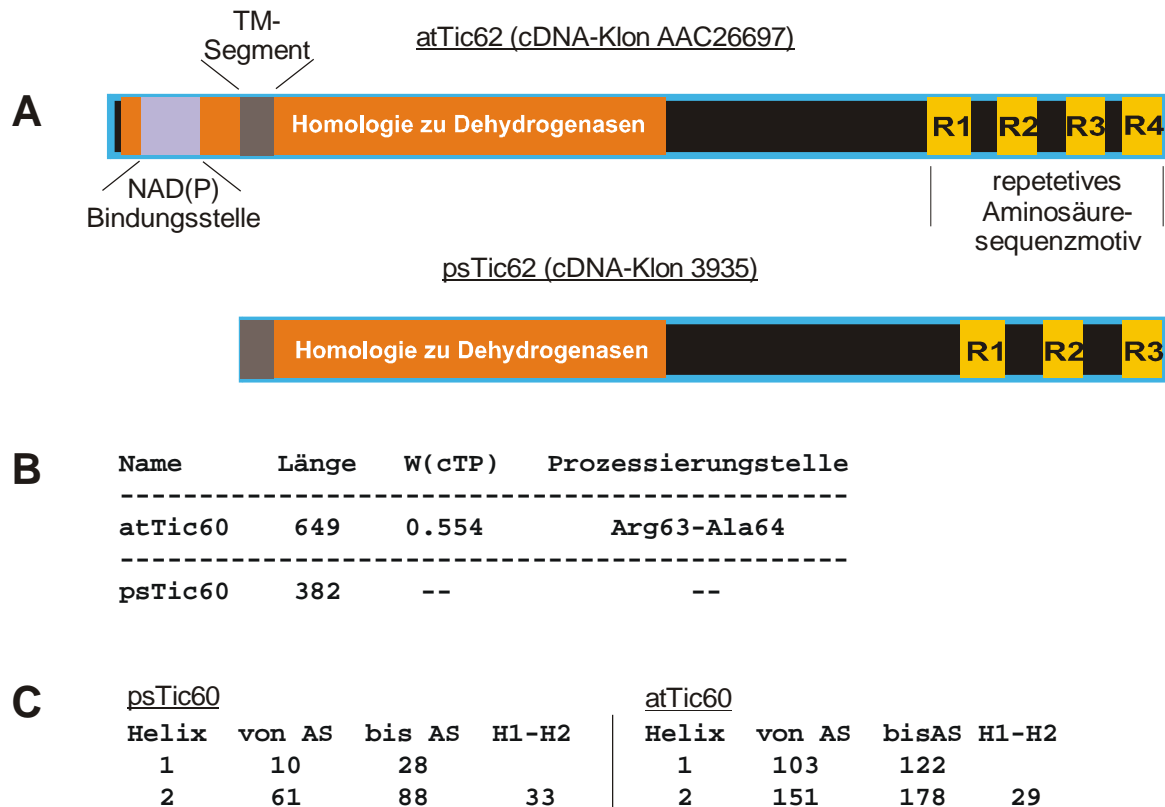 TM-
Segment
atTic62 (cDNA-Klon AAC26697)
A
Homologie zu Dehydrogenasen
R1 R2 R3 R4
NAD(P)
Bindungsstelle
repetetives
Aminosäure-
sequenzmotiv
psTic62 (cDNA-Klon 3935)
Homologie zu Dehydrogenasen
R1 R2 R3
B
Name Länge W(cTP) Prozessierungstelle
------------------------------------------------
atTic60 649 0.554 Arg63-Ala64
------------------------------------------------
psTic60 382 -- --
C
psTic60
Helix von AS bis AS H1-H2
1 10 28
2 61 88 33
atTic60
Helix von AS bisAS H1-H2
1 103 122
2 151 178 29